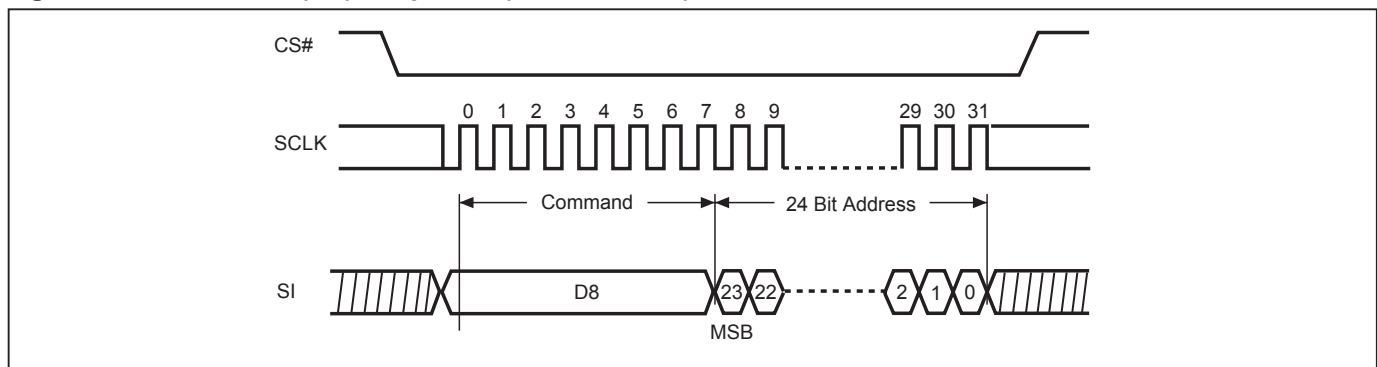 CS#
0 1 2 3 4 5 6 7 8 9 29 30 31
SCLK
Command 24 Bit Address
SI D8 23 22 2 1 0
MSB